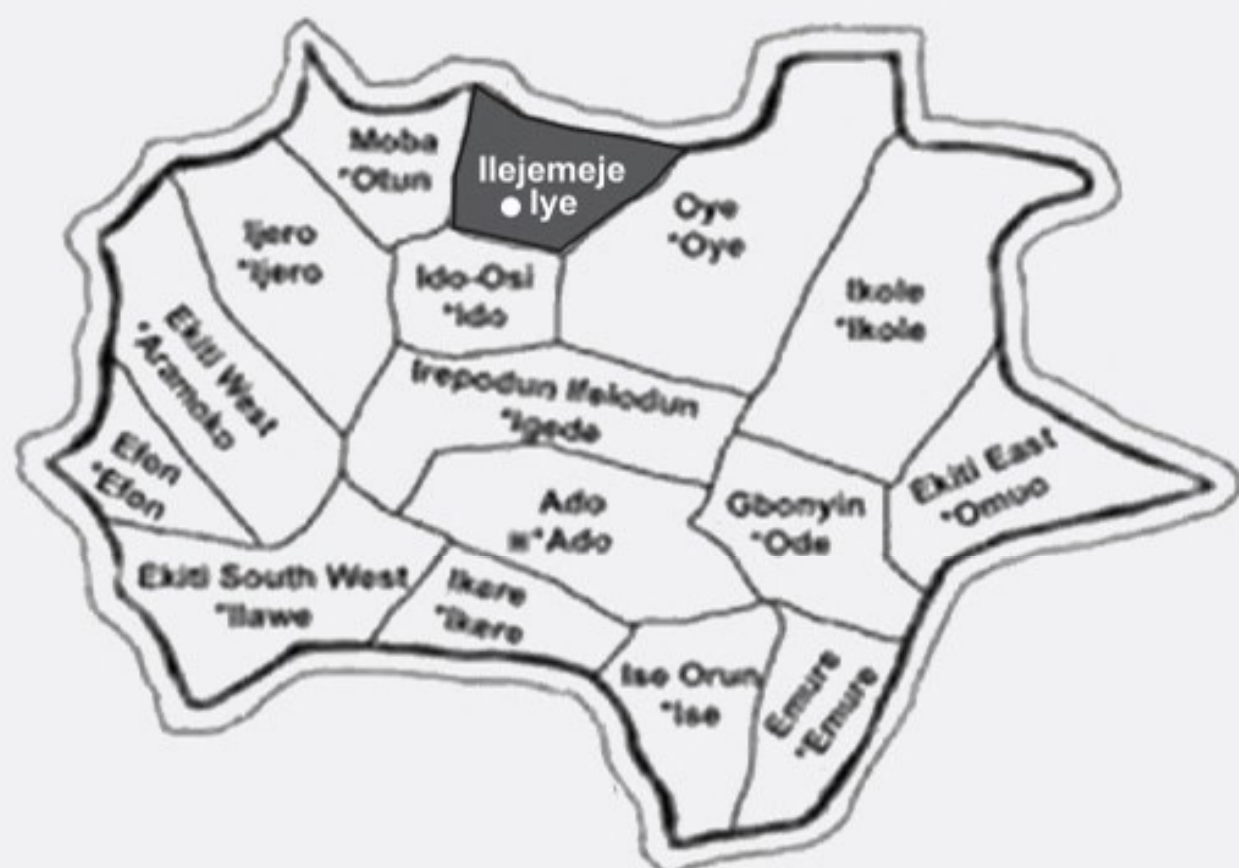 Moba
*Otun
Ilejemeje
Iye
Oye
*Oye
Ijero
*Ijero
Ido-Osi
*Ido
Ikole
*Ikole
Ekiti West
*Aramoko
Irepodun Ifelodun
*Igede
Efon
*Efon
Ekiti East
*Omuo
Ado
*Ado
Gbonyin
*Ode
Ekiti South West
*Ilawe
Ikere
*Ikere
Ise Orun
*Ise
Emure
*Emure